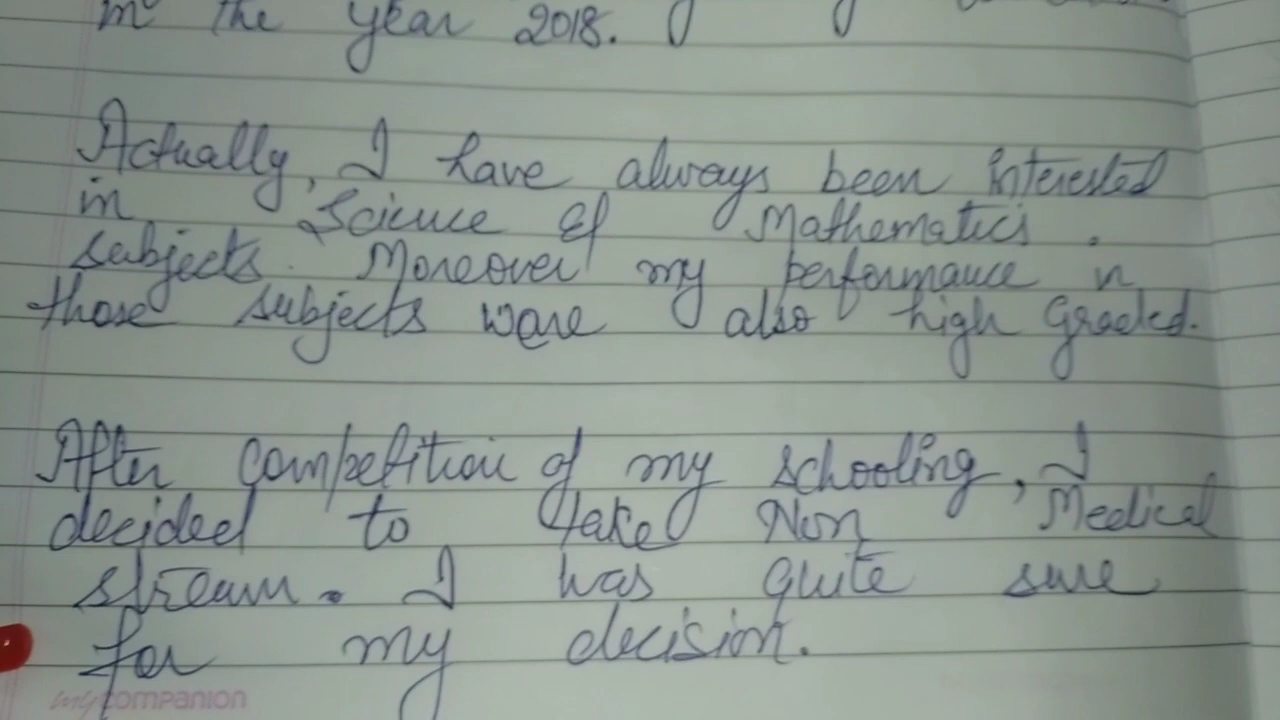 in the year 2018.
Actually, I have always been interested
in Science & Mathematics .
subjects. Moreover my performance in
those subjects ware also high Graded.
After competition of my schooling, I
decided to take Non Medical
stream. I was quite sure
for my decision.
mycompanion